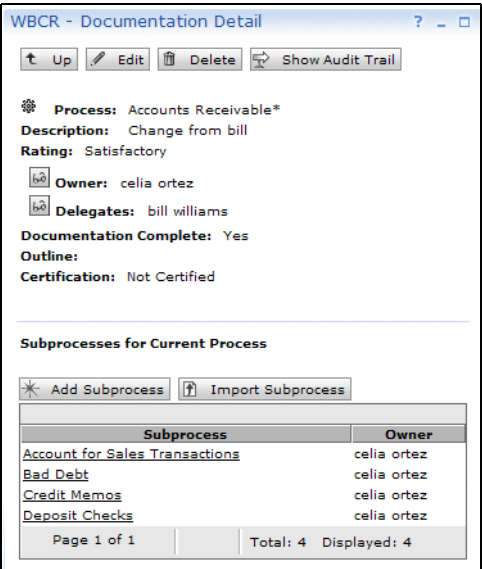 WBCR - Documentation Detail ?
Up Edit Delete Show Audit Trail
Process: Accounts Receivable*
Description: Change from bill
Rating: Satisfactory
Owner: celia ortez
Delegates: bill williams
Documentation Complete: Yes
Outline:
Certification: Not Certified
Subprocesses for Current Process
Add Subprocess Import Subprocess
Subprocess Owner
Account for Sales Transactions celia ortez
Bad Debt celia ortez
Credit Memos celia ortez
Deposit Checks celia ortez
Page 1 of 1 Total: 4 Displayed: 4